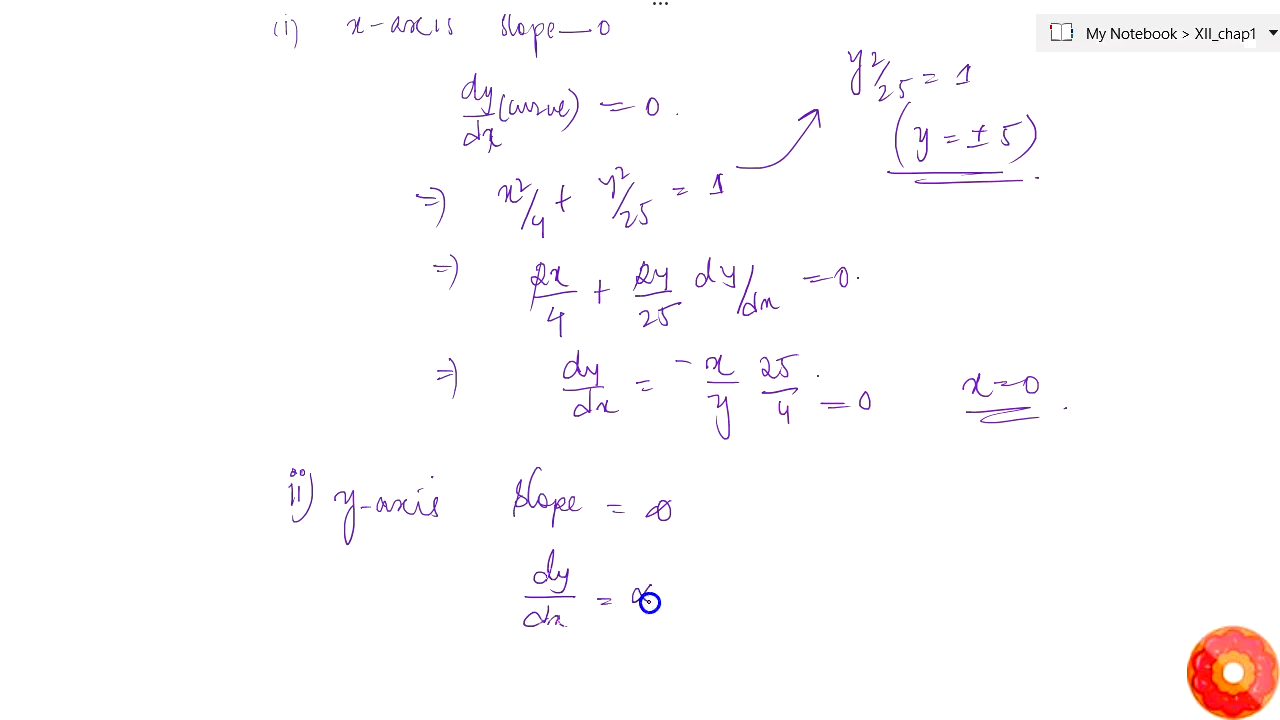 ...
My Notebook > XII_chap1
(i) x-axis slope — 0
dy/dx (curve) = 0.
=> x²/4 + y²/25 = 1
y²/25 = 1
(y = ± 5)
=> 2x/4 + 2y/25 dy/dx = 0.
=> dy/dx = - x/y 25/4 = 0 x = 0
ii) y-axis slope = ∞
dy/dx = ∞